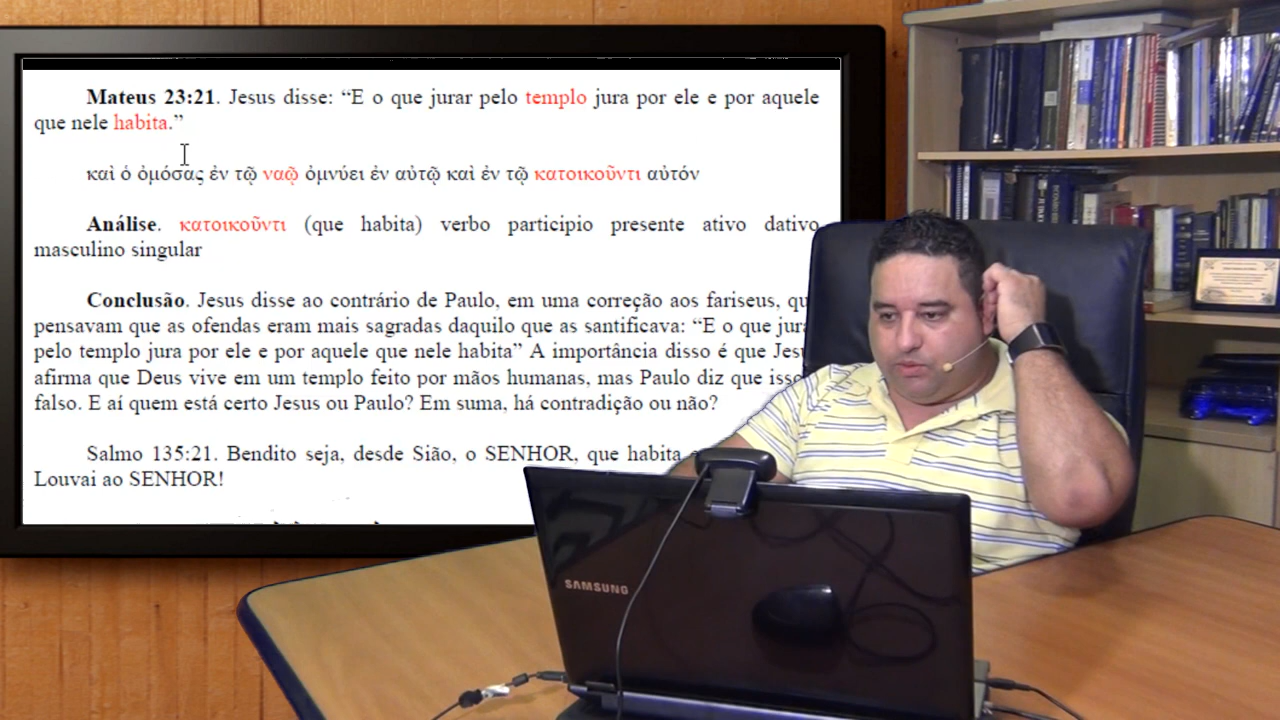 Mateus 23:21. Jesus disse: “E o que jurar pelo templo jura por ele e por aquele
que nele habita.”
καὶ ὁ ὀμόσας ἐν τῷ ναῷ ὀμνύει ἐν αὐτῷ καὶ ἐν τῷ κατοικοῦντι αὐτόν
Análise. κατοικοῦντι (que habita) verbo particípio presente ativo dativo
masculino singular
Conclusão. Jesus disse ao contrário de Paulo, em uma correção aos fariseus,
pensavam que as ofendas eram mais sagradas daquilo que as santificava: “E o que
pelo templo jura por ele e por aquele que nele habita” A importância disso é que
afirma que Deus vive em um templo feito por mãos humanas, mas Paulo diz que
falso. E aí quem está certo Jesus ou Paulo? Em suma, há contradição ou não?
Salmo 135:21. Bendito seja, desde Sião, o SENHOR, que habita
Louvai ao SENHOR!
SAMSUNG